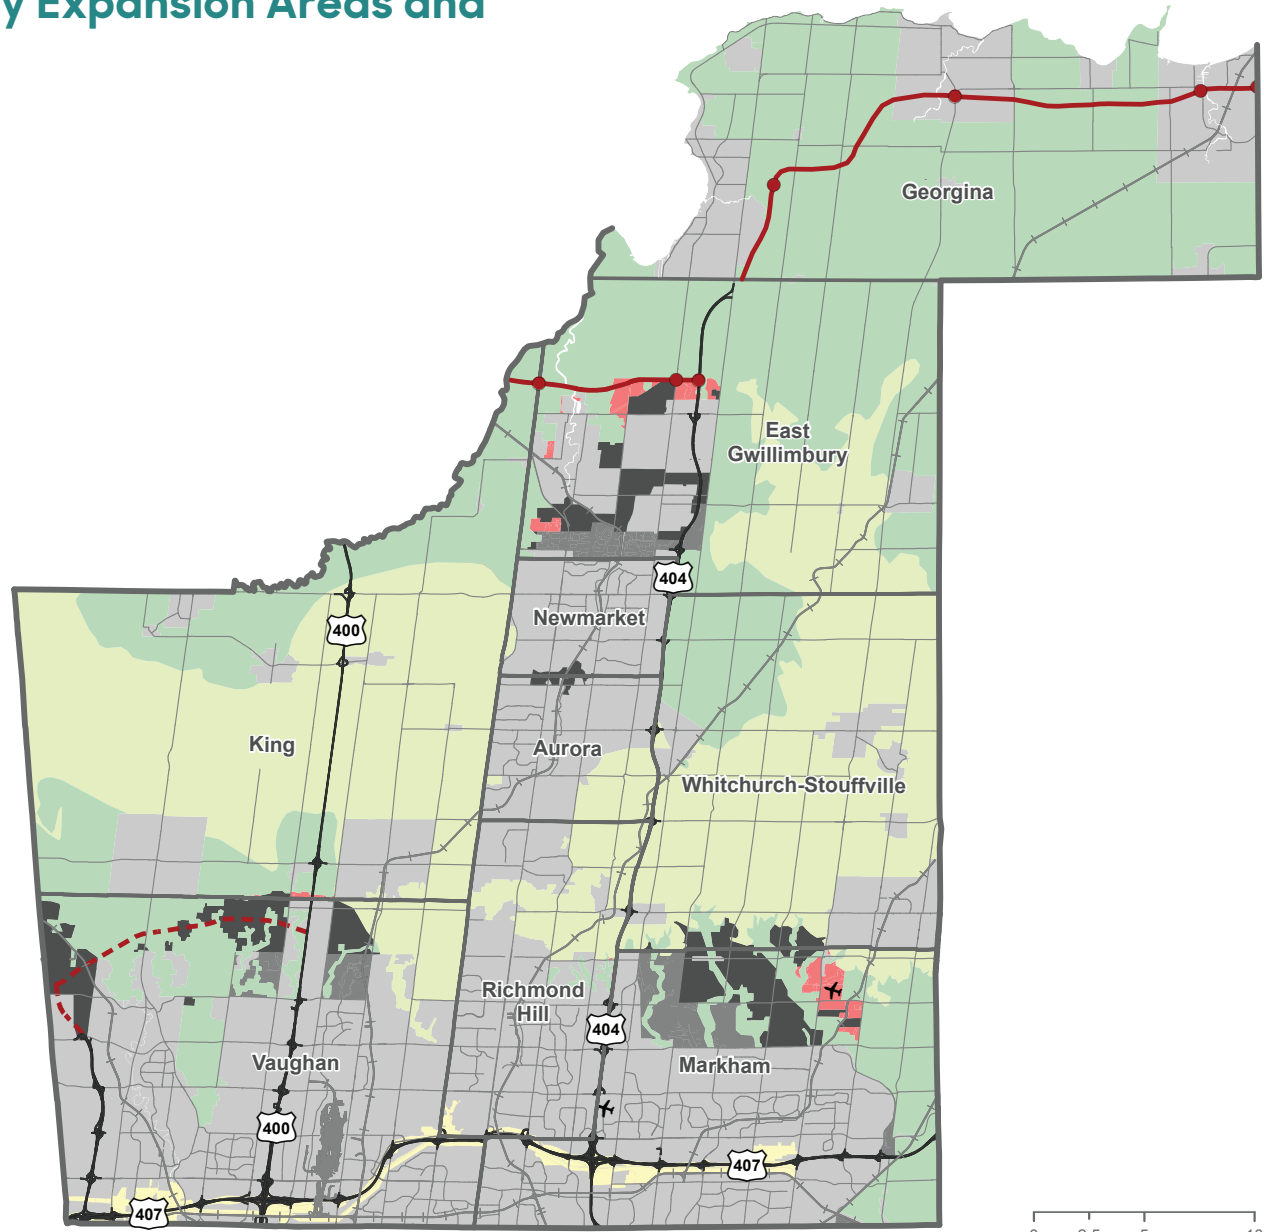 y Expansion Areas and
Georgina
East
Gwillimbury
404
Newmarket
400
King
Aurora
Whitchurch-Stouffville
Richmond
Hill
404
Vaughan
Markham
400
407
407